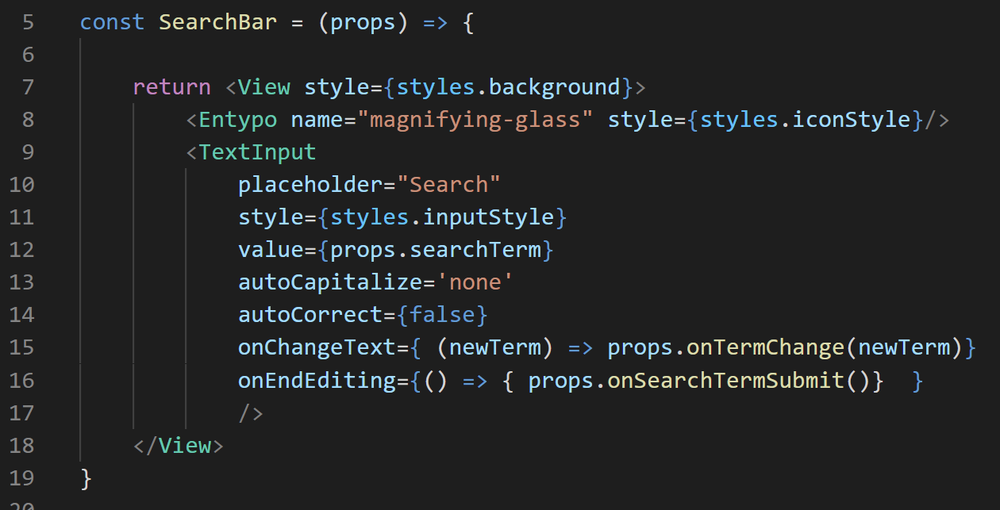 5 const SearchBar = (props) => {
6
7 return <View style={styles.background}>
8 <Entypo name="magnifying-glass" style={styles.iconStyle}/>
9 <TextInput
10 placeholder="Search"
11 style={styles.inputStyle}
12 value={props.searchTerm}
13 autoCapitalize='none'
14 autoCorrect={false}
15 onChangeText={ (newTerm) => props.onTermChange(newTerm)}
16 onEndEditing={() => { props.onSearchTermSubmit()}  }
17 />
18 </View>
19 }
20